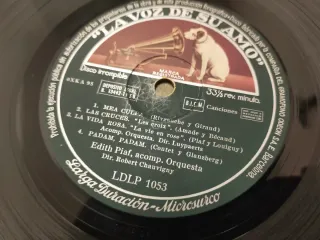 "LA VOZ DE SU AMO"
Disco irrompible
MARCA REGISTRADA
33⅓ rev. minuto.
B.I.E.M.
Canciones
1. MEA CULPA. (Rivgauche y Giraud)
2. LAS CRUCES. "Les croix". (Amade y Bécaud)
3. LA VIDA ROSA. "La vie en rose" (Piaf y Louiguy)
Acomp. Orquesta. Dir. Luypaerts
4. PADAM, PADAM. (Contet y Glanzberg)
Edith Piaf, acomp. Orquesta
Dir. Robert Chauvigny
LDLP 1053
Larga Duración-Microsurco